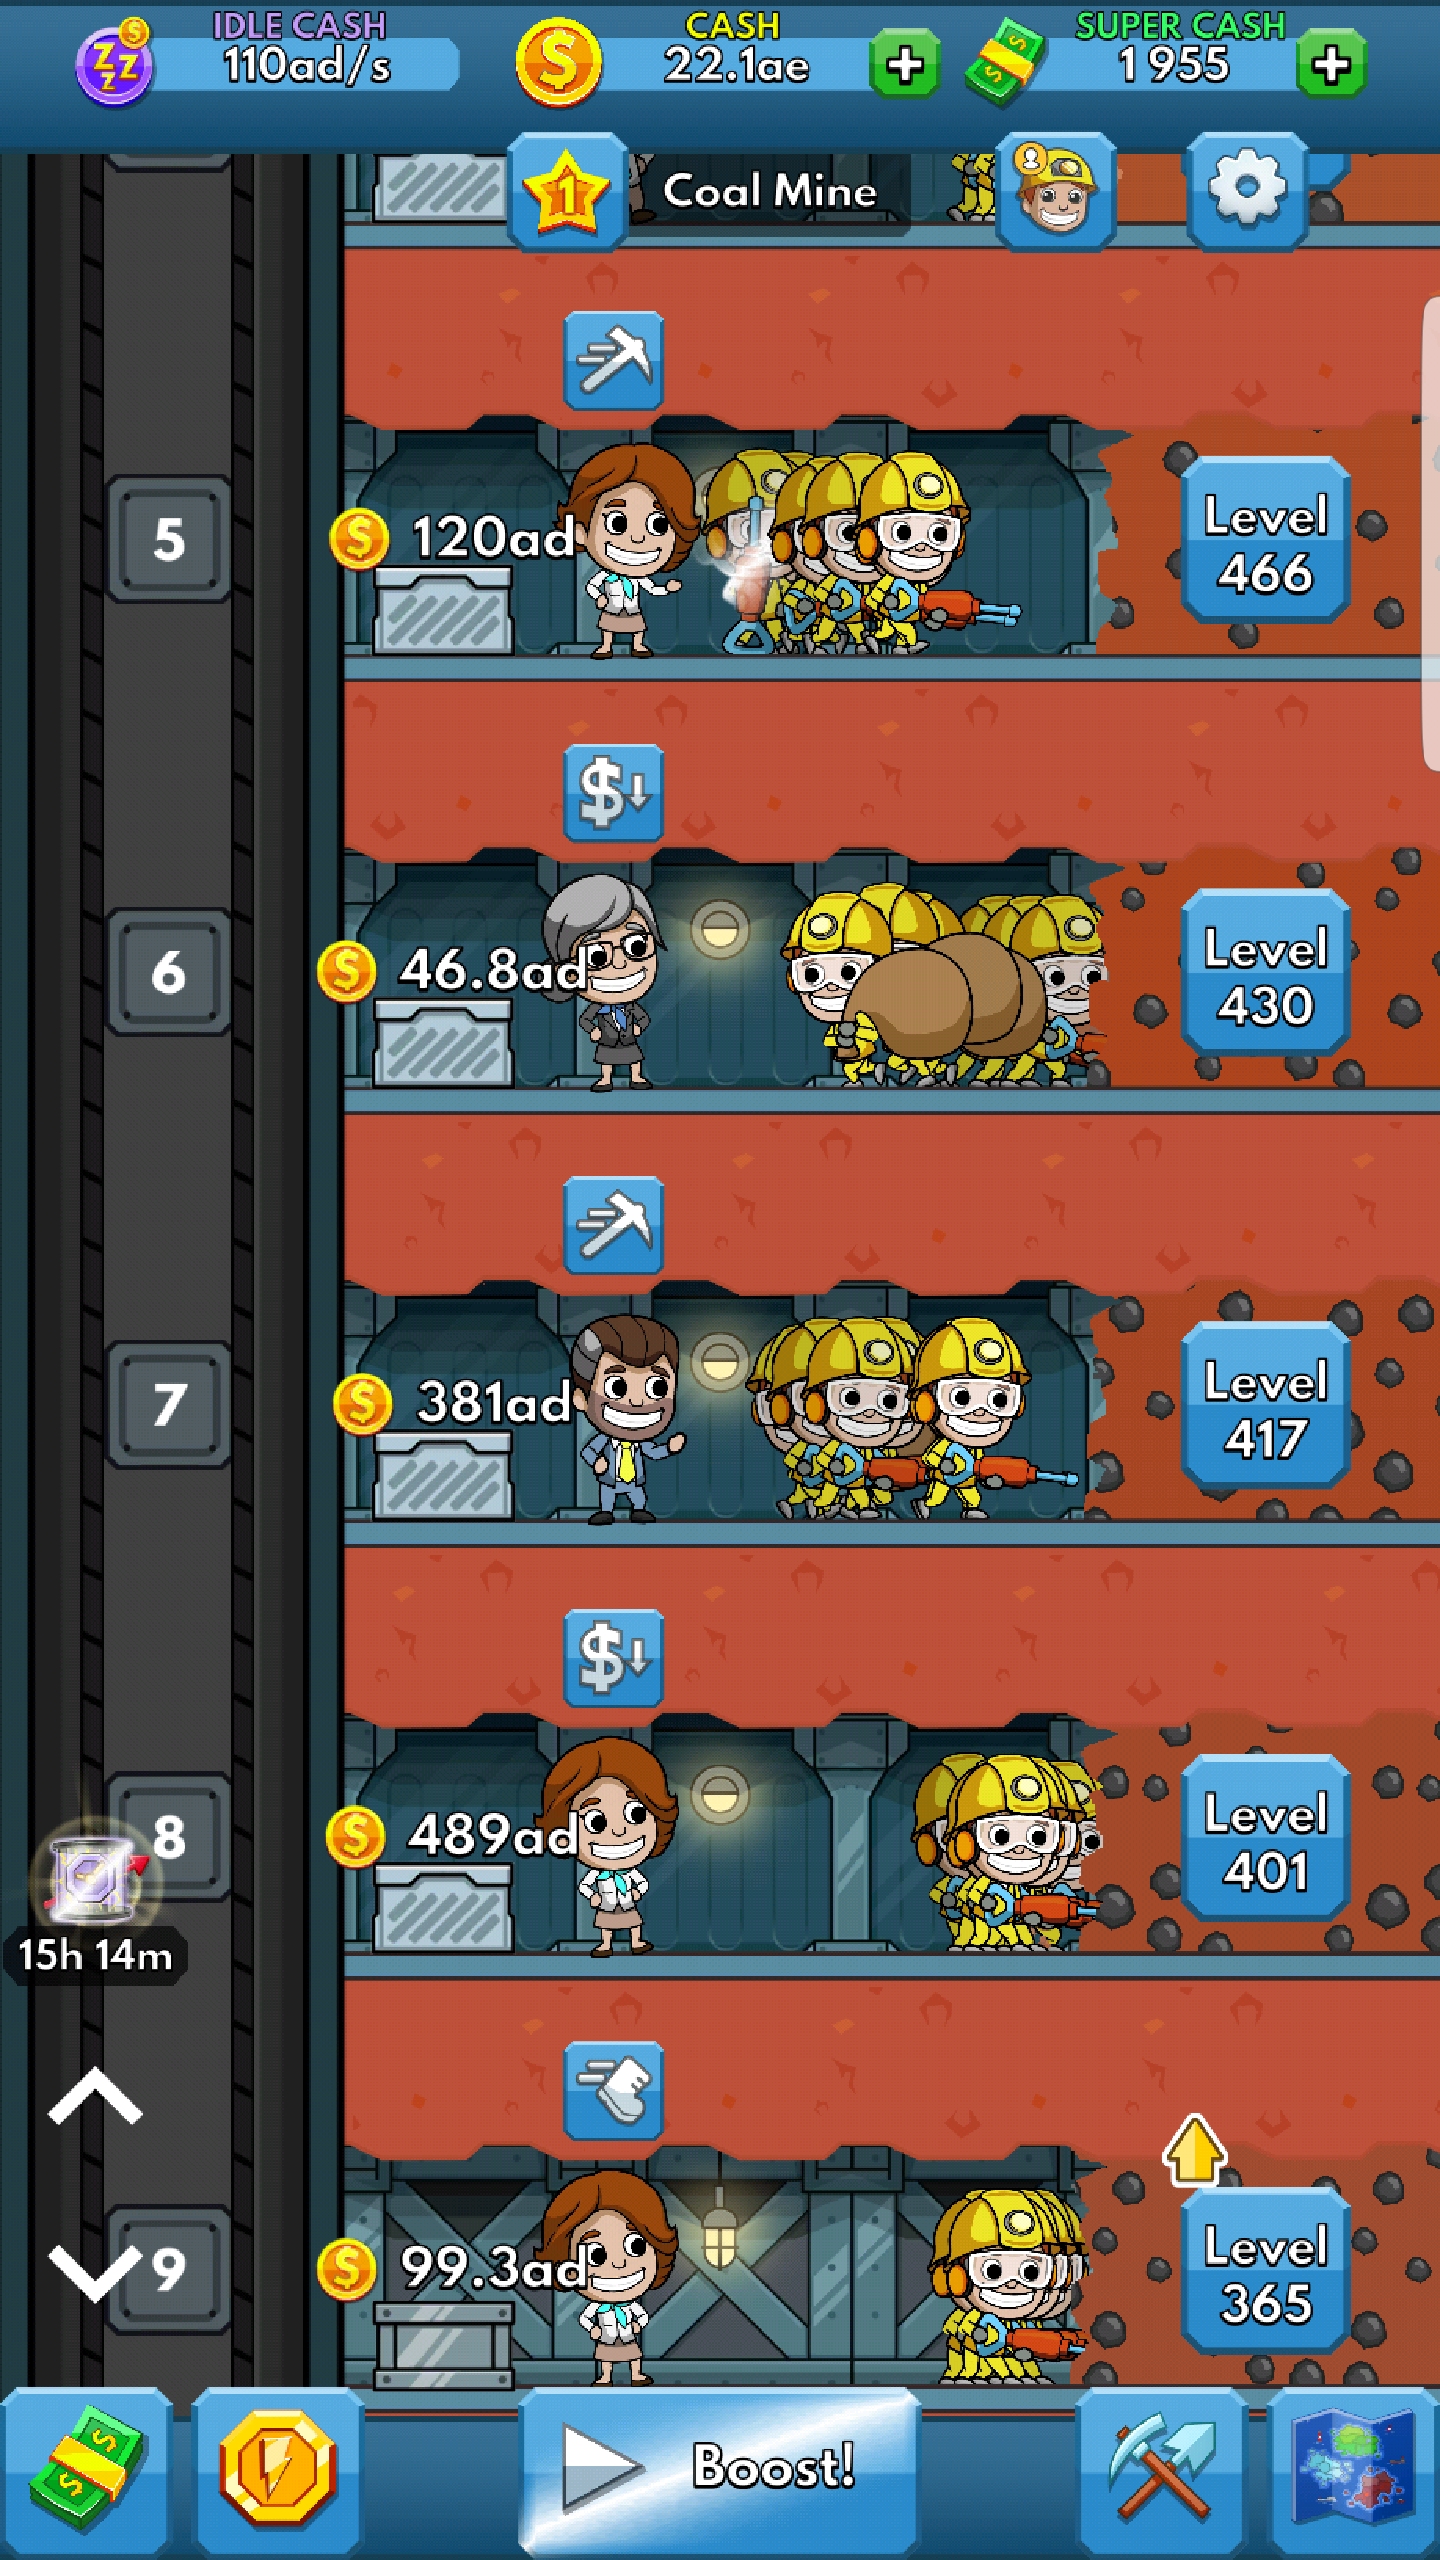 IDLE CASH
110ad/s
CASH
22.1ae
SUPER CASH
1 955
1
Coal Mine
5
120ad
Level
466
6
46.8ad
Level
430
7
381ad
Level
417
8
489ad
Level
401
15h 14m
9
99.3ad
Level
365
Boost!